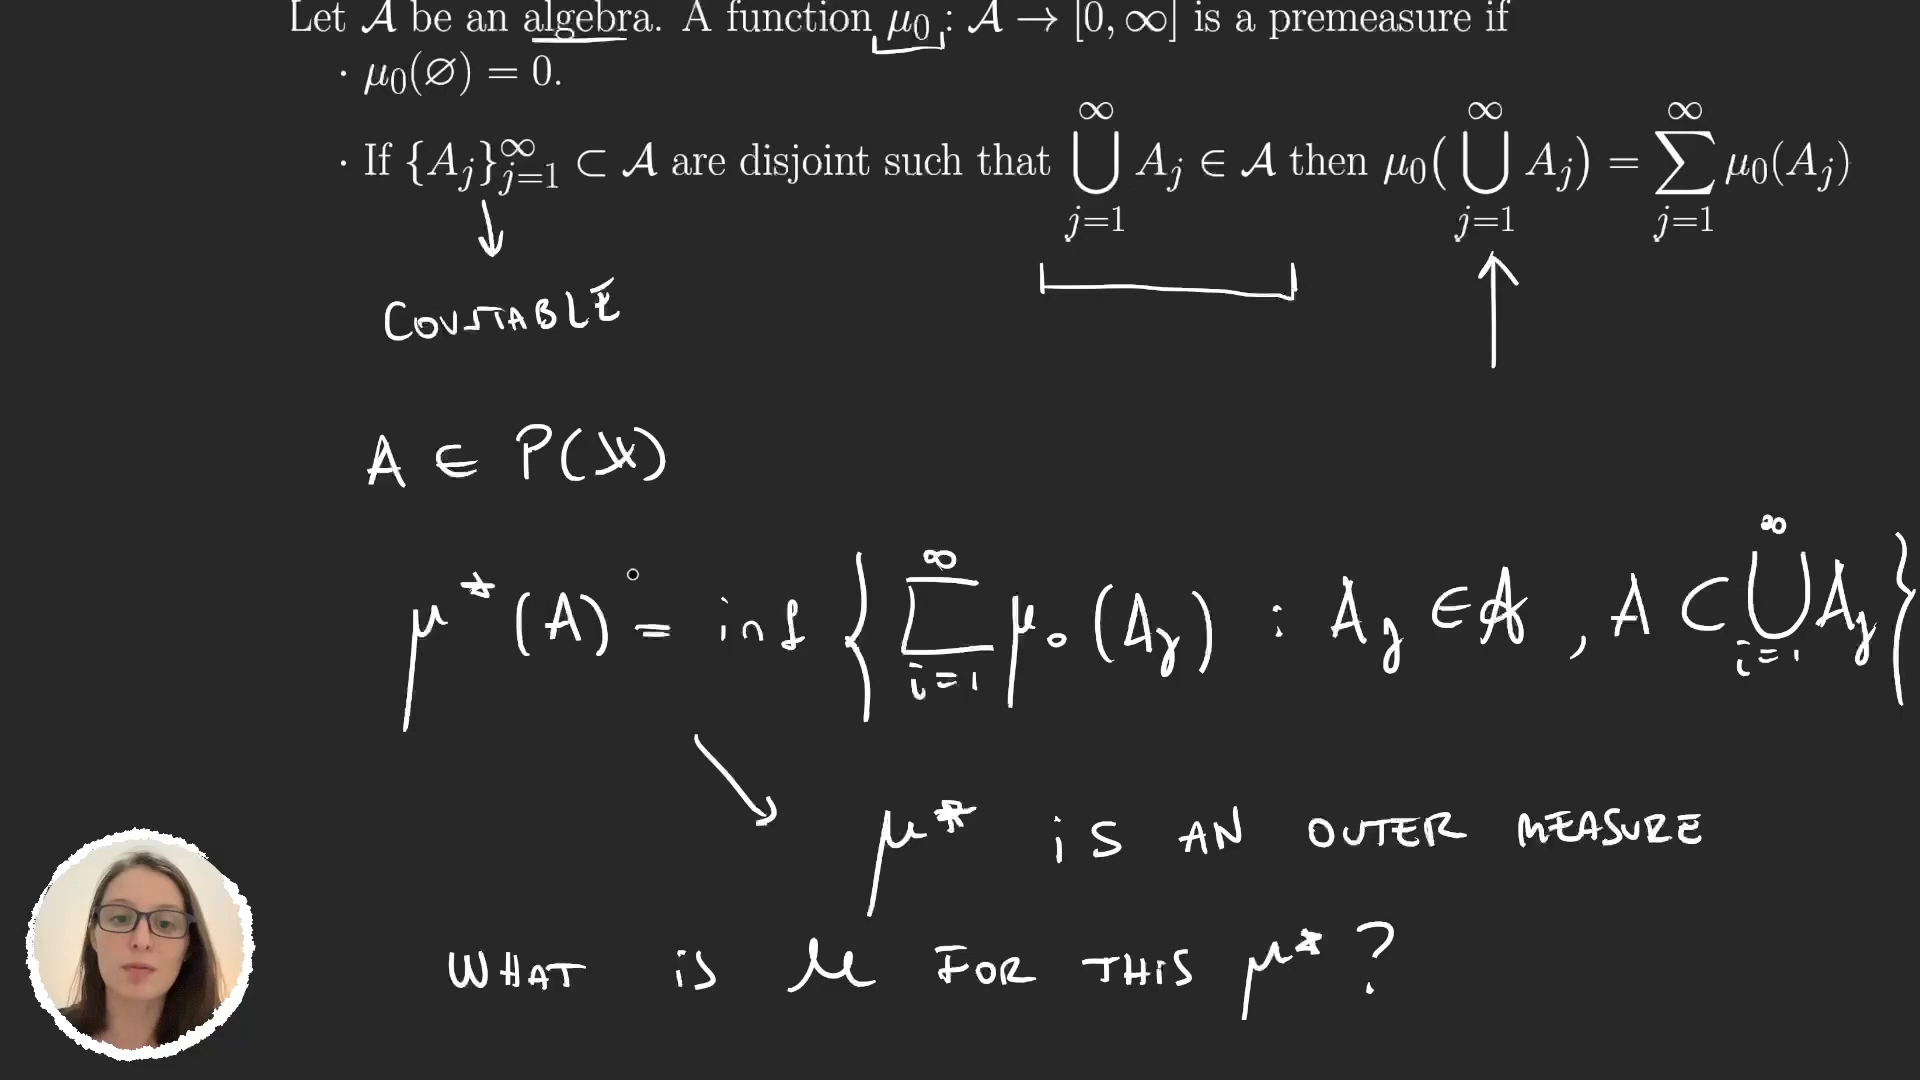 Let 𝒜 be an algebra. A function μ₀ : 𝒜 → [0, ∞] is a premeasure if
· μ₀(∅) = 0.
· If {A_j}_{j=1}^∞ ⊂ 𝒜 are disjoint such that ⋃_{j=1}^∞ A_j ∈ 𝒜 then μ₀(⋃_{j=1}^∞ A_j) = ∑_{j=1}^∞ μ₀(A_j)
COUNTABLE
A ∈ P(X)
μ*(A) = inf { ∑_{i=1}^∞ μ₀(A_j) : A_j ∈ 𝒜, A ⊂ ⋃_{i=1}^∞ A_j }
μ* is AN OUTER MEASURE
WHAT is ℳ FOR THiS μ*?